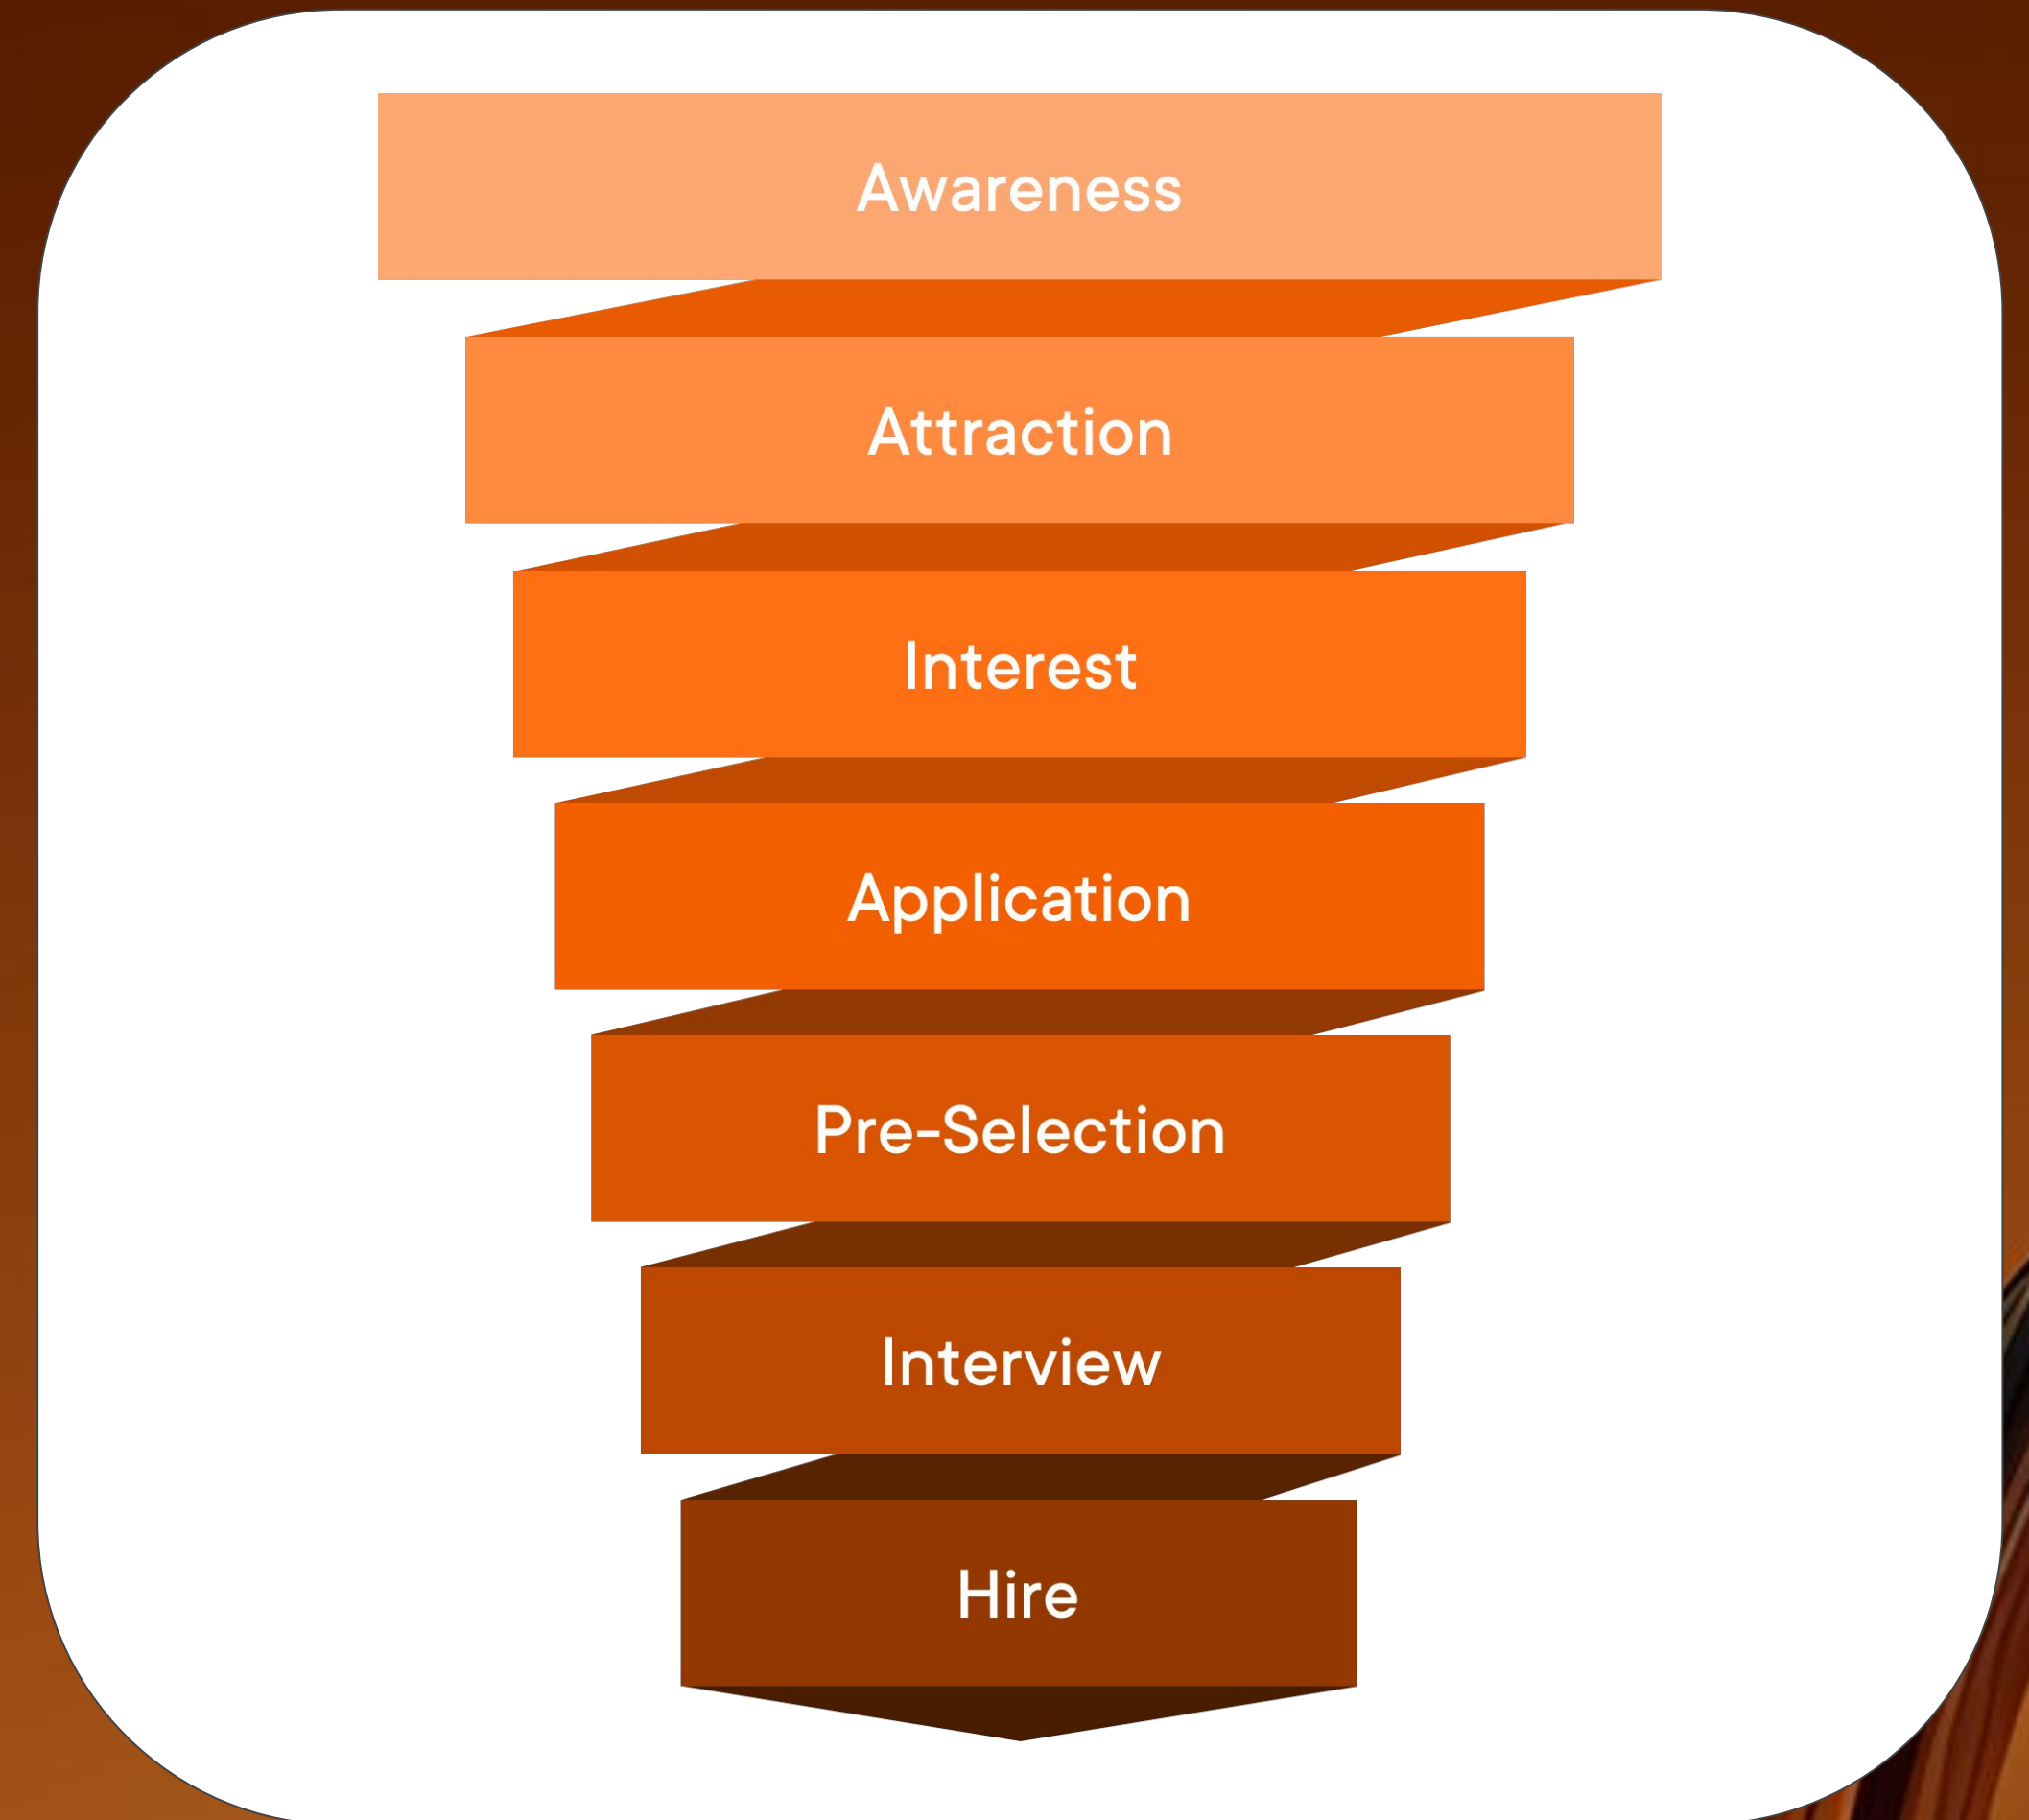 Awareness
Attraction
Interest
Application
Pre-Selection
Interview
Hire